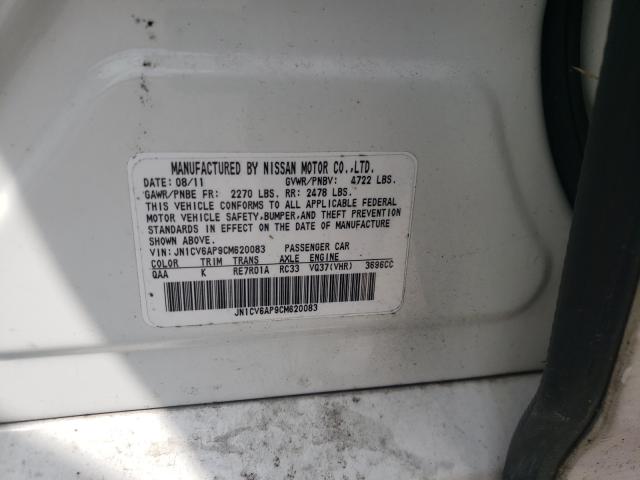 MANUFACTURED BY NISSAN MOTOR CO.,LTD.
DATE: 08/11 GVWR/PNBV: 4722 LBS.
GAWR/PNBE FR: 2270 LBS. RR: 2478 LBS.
THIS VEHICLE CONFORMS TO ALL APPLICABLE FEDERAL
MOTOR VEHICLE SAFETY,BUMPER,AND THEFT PREVENTION
STANDARDS IN EFFECT ON THE DATE OF MANUFACTURE
SHOWN ABOVE.
VIN: JN1CV6AP9CM620083 PASSENGER CAR
COLOR TRIM TRANS AXLE ENGINE
QAA K RE7R01A RC33 VQ37(VHR) 3696CC
JN1CV6AP9CM620083